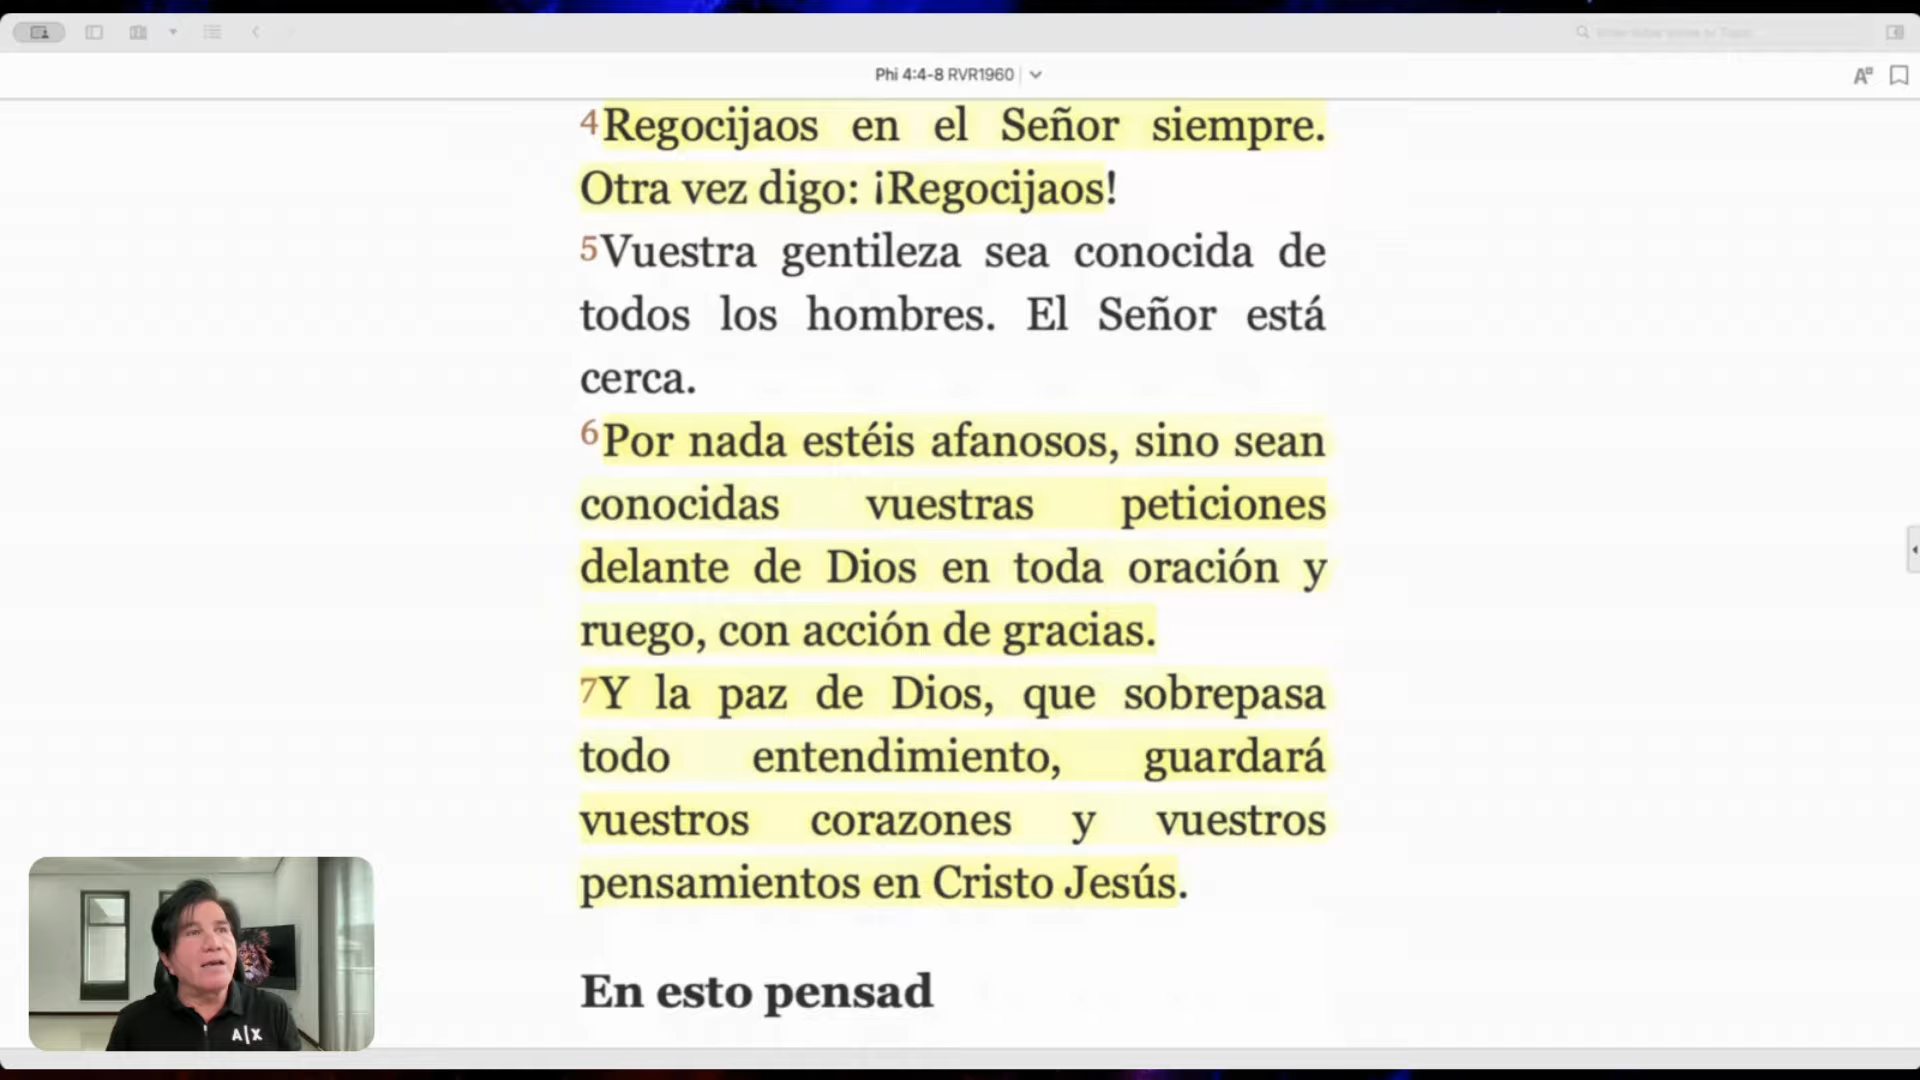 Phi 4:4-8 RVR1960
A
4Regocijaos en el Señor siempre.
Otra vez digo: ¡Regocijaos!
5Vuestra gentileza sea conocida de
todos los hombres. El Señor está
cerca.
6Por nada estéis afanosos, sino sean
conocidas vuestras peticiones
delante de Dios en toda oración y
ruego, con acción de gracias.
7Y la paz de Dios, que sobrepasa
todo entendimiento, guardará
vuestros corazones y vuestros
pensamientos en Cristo Jesús.
En esto pensad
A|X